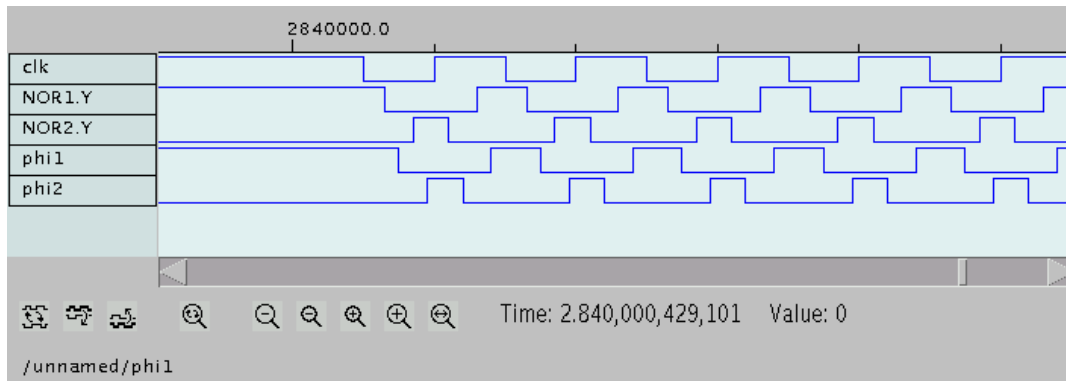 2840000.0
clk
NOR1.Y
NOR2.Y
phi1
phi2
Time: 2.840,000,429,101 Value: 0
/unnamed/phi1